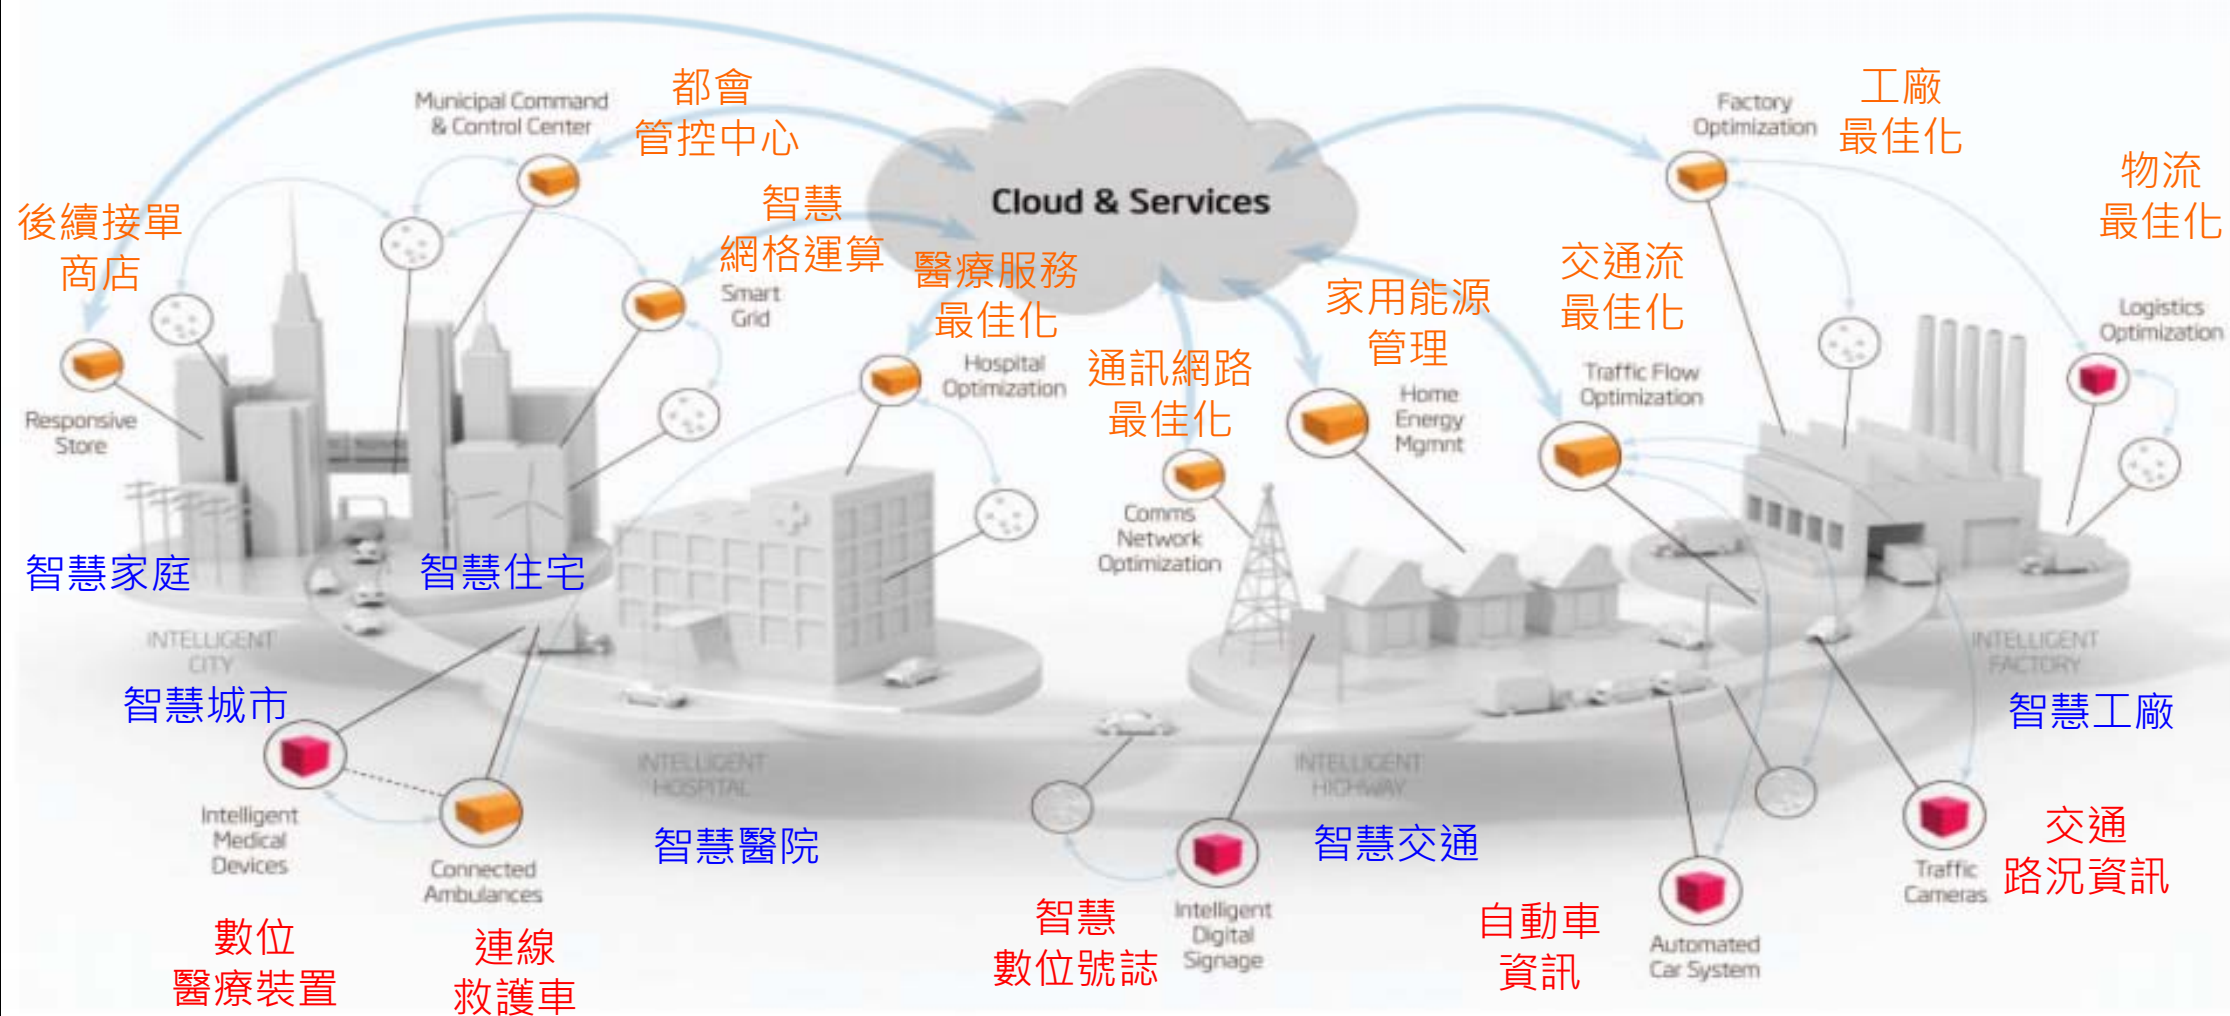 Municipal Command
& Control Center
都會
管控中心
Cloud & Services
Factory
Optimization
工廠
最佳化
物流
最佳化
Logistics
Optimization
後續接單
商店
Responsive
Store
智慧
網格運算
Smart
Grid
醫療服務
最佳化
Hospital
Optimization
通訊網路
最佳化
Comms
Network
Optimization
家用能源
管理
Home
Energy
Mgmnt
交通流
最佳化
Traffic Flow
Optimization
智慧家庭
智慧住宅
INTELLIGENT
CITY
智慧城市
INTELLIGENT
HOSPITAL
智慧醫院
INTELLIGENT
HIGHWAY
智慧交通
INTELLIGENT
FACTORY
智慧工廠
Intelligent
Medical
Devices
數位
醫療裝置
Connected
Ambulances
連線
救護車
智慧
數位號誌
Intelligent
Digital
Signage
自動車
資訊
Automated
Car System
Traffic
Cameras
交通
路況資訊